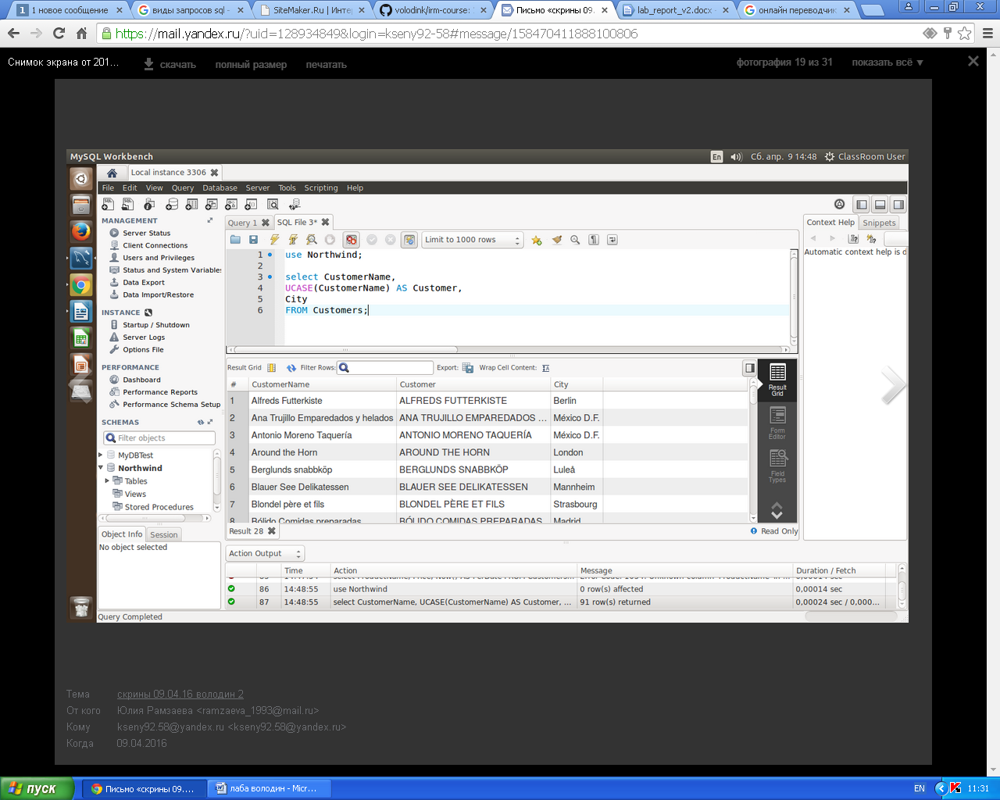 1 новое сообщение
виды запросов sql -
SiteMaker.Ru | Инте
volodink/irm-course:
Письмо «скрины 09.
lab_report_v2.docx
онлайн переводчик
https://mail.yandex.ru/?uid=128934849&login=kseny92-58#message/158470411888100806
Снимок экрана от 201...
скачать
полный размер
печатать
фотография 19 из 31
показать всё
MySQL Workbench
En
Сб. апр. 9 14:48
ClassRoom User
Local instance 3306
File Edit View Query Database Server Tools Scripting Help
MANAGEMENT
Server Status
Client Connections
Users and Privileges
Status and System Variables
Data Export
Data Import/Restore
INSTANCE
Startup / Shutdown
Server Logs
Options File
PERFORMANCE
Dashboard
Performance Reports
Performance Schema Setup
SCHEMAS
Filter objects
MyDBTest
Northwind
Tables
Views
Stored Procedures
Object Info Session
No object selected
Query 1
SQL File 3*
Limit to 1000 rows
1 use Northwind;
2
3 select CustomerName,
4 UCASE(CustomerName) AS Customer,
5 City
6 FROM Customers;
Context Help Snippets
Automatic context help is d
Result Grid Filter Rows: Export: Wrap Cell Content:
# CustomerName Customer City
1 Alfreds Futterkiste ALFREDS FUTTERKISTE Berlin
2 Ana Trujillo Emparedados y helados ANA TRUJILLO EMPAREDADOS ... México D.F.
3 Antonio Moreno Taquería ANTONIO MORENO TAQUERÍA México D.F.
4 Around the Horn AROUND THE HORN London
5 Berglunds snabbköp BERGLUNDS SNABBKÖP Luleå
6 Blauer See Delikatessen BLAUER SEE DELIKATESSEN Mannheim
7 Blondel père et fils BLONDEL PÈRE ET FILS Strasbourg
8 Bólido Comidas preparadas BÓLIDO COMIDAS PREPARADAS Madrid
Result Grid
Form Editor
Field Types
Result 28
Read Only
Action Output
Time Action Message Duration / Fetch
86 14:48:55 use Northwind 0 row(s) affected 0,00014 sec
87 14:48:55 select CustomerName, UCASE(CustomerName) AS Customer, ... 91 row(s) returned 0,00024 sec / 0,000...
Query Completed
Тема скрины 09.04.16 володин 2
От кого Юлия Рамзаева <ramzaeva_1993@mail.ru>
Кому kseny92.58@yandex.ru <kseny92.58@yandex.ru>
Когда 09.04.2016
пуск
Письмо «скрины 09....
лаба володин - Micr...
EN
11:31